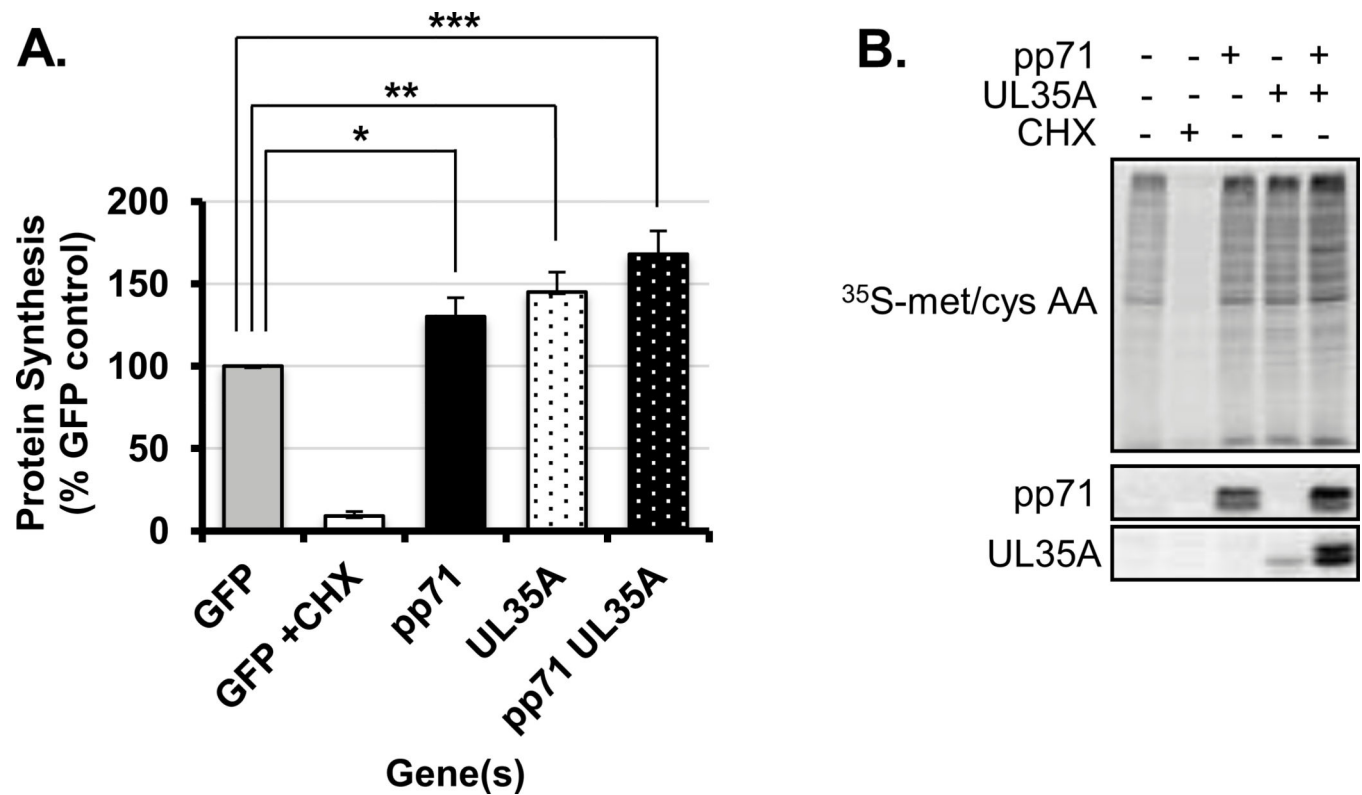 A.
***
**
*
Protein Synthesis
(% GFP control)
200
150
100
50
0
GFP
GFP +CHX
pp71
UL35A
pp71 UL35A
Gene(s)
B.
pp71 - - + - +
UL35A - - - + +
CHX - + - - -
³⁵S-met/cys AA
pp71
UL35A